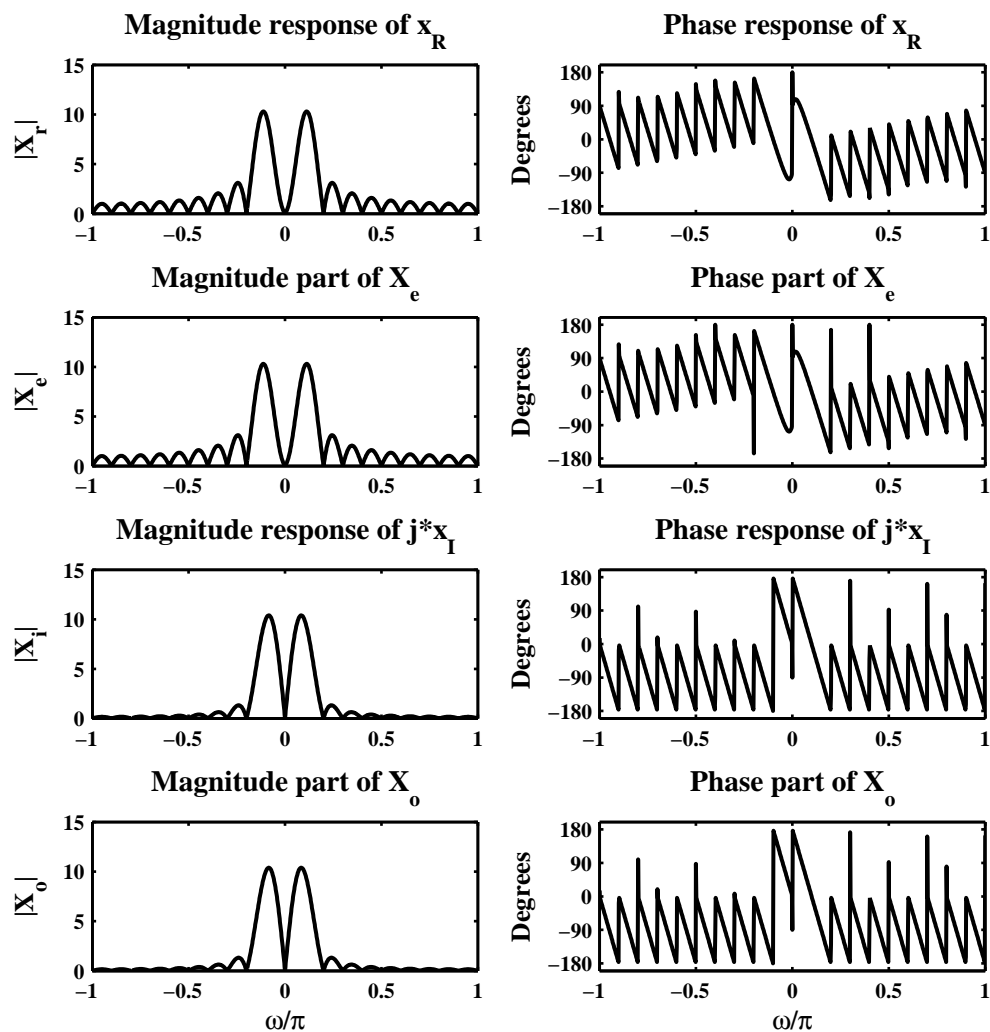 Magnitude response of x_R
Phase response of x_R
15
10
5
0
|X_r|
−1 −0.5 0 0.5 1
180
90
0
−90
−180
Degrees
−1 −0.5 0 0.5 1
Magnitude part of X_e
Phase part of X_e
15
10
5
0
|X_e|
−1 −0.5 0 0.5 1
180
90
0
−90
−180
Degrees
−1 −0.5 0 0.5 1
Magnitude response of j*x_I
Phase response of j*x_I
15
10
5
0
|X_i|
−1 −0.5 0 0.5 1
180
90
0
−90
−180
Degrees
−1 −0.5 0 0.5 1
Magnitude part of X_o
Phase part of X_o
15
10
5
0
|X_o|
−1 −0.5 0 0.5 1
ω/π
180
90
0
−90
−180
Degrees
−1 −0.5 0 0.5 1
ω/π